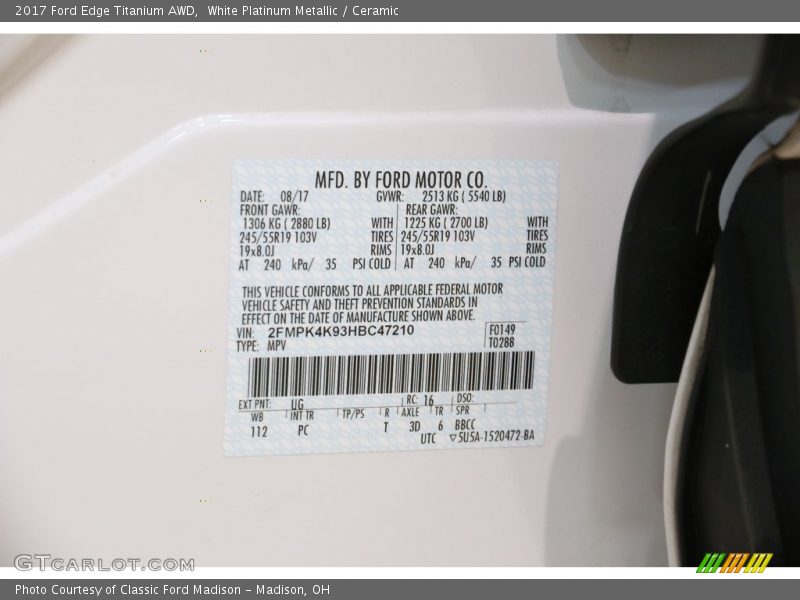 2017 Ford Edge Titanium AWD,  White Platinum Metallic / Ceramic
MFD. BY FORD MOTOR CO.
DATE: 08/17 GVWR: 2513 KG ( 5540 LB)
FRONT GAWR: REAR GAWR:
1306 KG ( 2880 LB) WITH 1225 KG ( 2700 LB) WITH
245/55R19 103V TIRES 245/55R19 103V TIRES
19x8.0J RIMS 19x8.0J RIMS
AT 240 kPa/ 35 PSI COLD AT 240 kPa/ 35 PSI COLD
THIS VEHICLE CONFORMS TO ALL APPLICABLE FEDERAL MOTOR
VEHICLE SAFETY AND THEFT PREVENTION STANDARDS IN
EFFECT ON THE DATE OF MANUFACTURE SHOWN ABOVE.
VIN: 2FMPK4K93HBC47210 F0149
TYPE: MPV T0288
EXT PNT: UG RC: 16 DSO:
WB INT TR TP/PS R AXLE TR SPR
112 PC T 3D 6 BBCC
UTC ▽5U5A-1520472-BA
GTCARLOT.COM
Photo Courtesy of Classic Ford Madison - Madison, OH